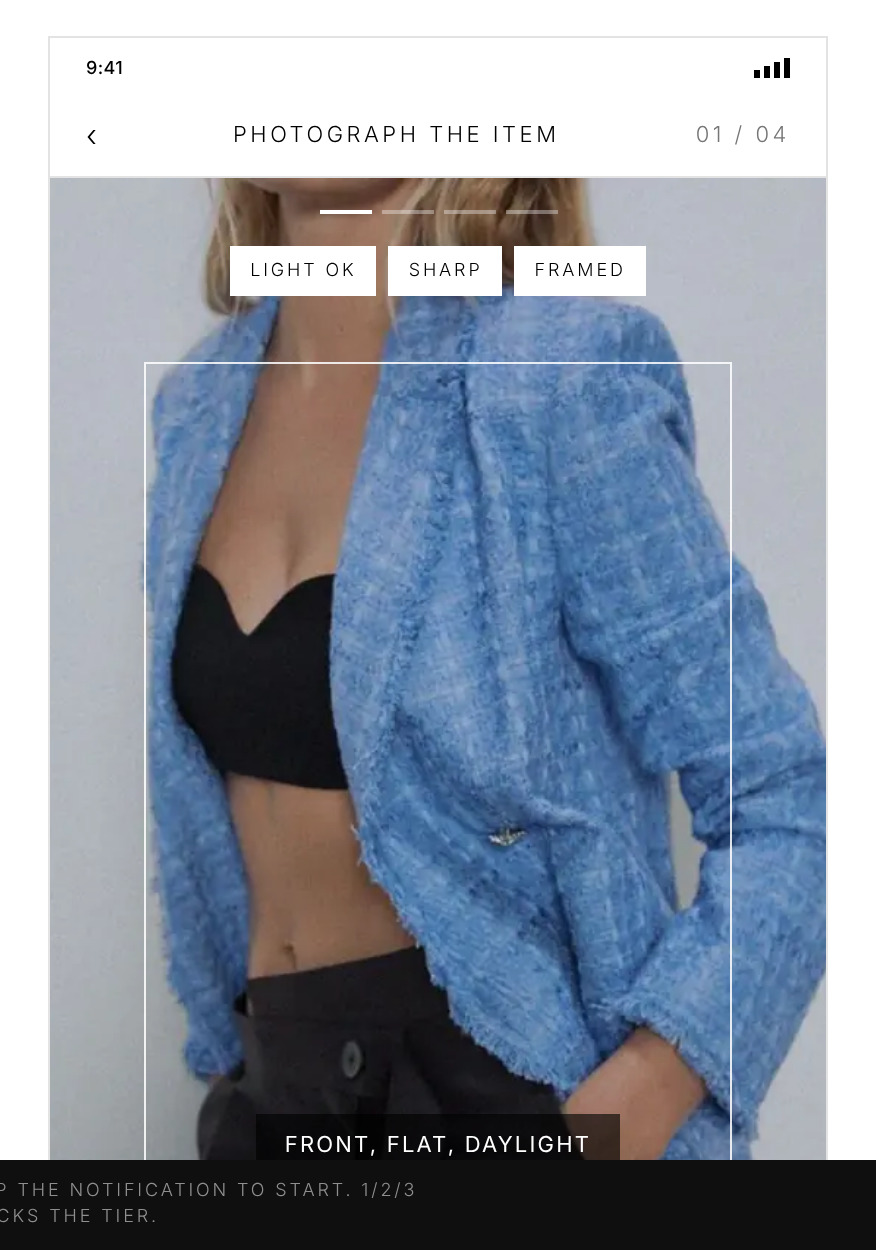 9:41
‹ PHOTOGRAPH THE ITEM 01 / 04
LIGHT OK SHARP FRAMED
FRONT, FLAT, DAYLIGHT
THE NOTIFICATION TO START. 1/2/3
THE TIER.